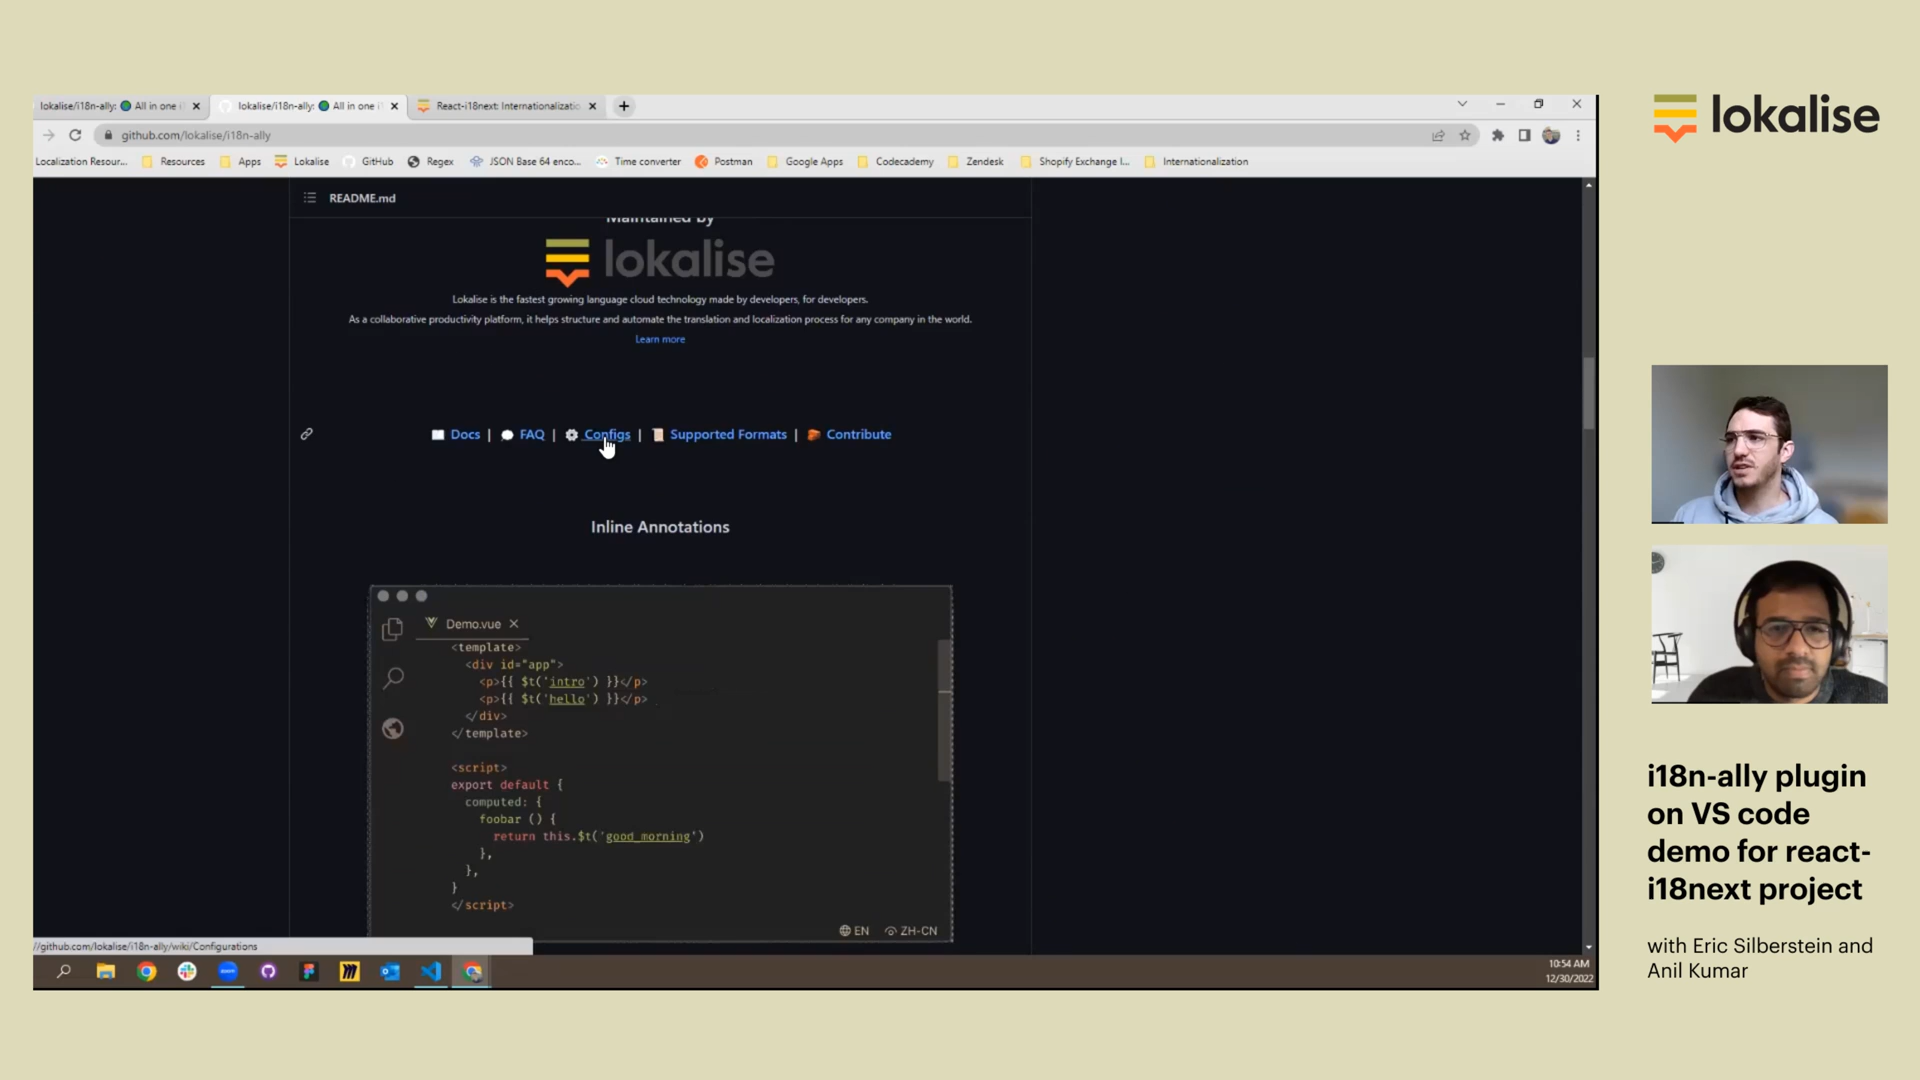 lokalise/i18n-ally: All in one i
lokalise/i18n-ally: All in one i
React-i18next: Internationalizatio
github.com/lokalise/i18n-ally
Localization Resour...
Resources
Apps
Lokalise
GitHub
Regex
JSON Base 64 enco...
Time converter
Postman
Google Apps
Codecademy
Zendesk
Shopify Exchange I...
Internationalization
README.md
Maintained by
lokalise
Lokalise is the fastest growing language cloud technology made by developers, for developers.
As a collaborative productivity platform, it helps structure and automate the translation and localization process for any company in the world.
Learn more
Docs | FAQ | Configs | Supported Formats | Contribute
Inline Annotations
Demo.vue
<template>
<div id="app">
<p>{{ $t('intro') }}</p>
<p>{{ $t('hello') }}</p>
</div>
</template>
<script>
export default {
computed: {
foobar () {
return this.$t('good_morning')
},
},
}
</script>
EN
ZH-CN
//github.com/lokalise/i18n-ally/wiki/Configurations
10:54 AM
12/30/2022
lokalise
i18n-ally plugin
on VS code
demo for react-
i18next project
with Eric Silberstein and
Anil Kumar